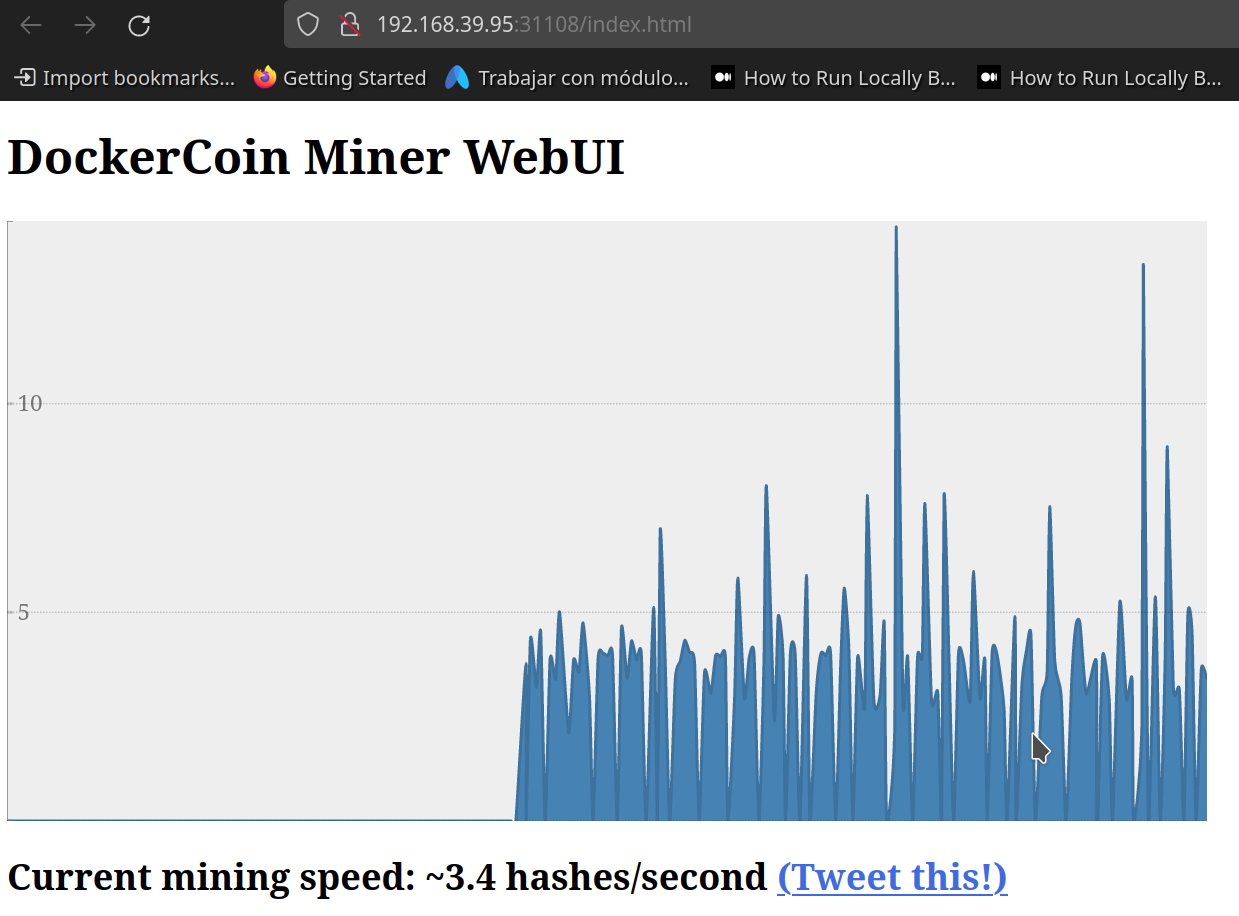 192.168.39.95:31108/index.html
Import bookmarks... Getting Started Trabajar con módulo... How to Run Locally B... How to Run Locally B...
DockerCoin Miner WebUI
10
5
Current mining speed: ~3.4 hashes/second (Tweet this!)